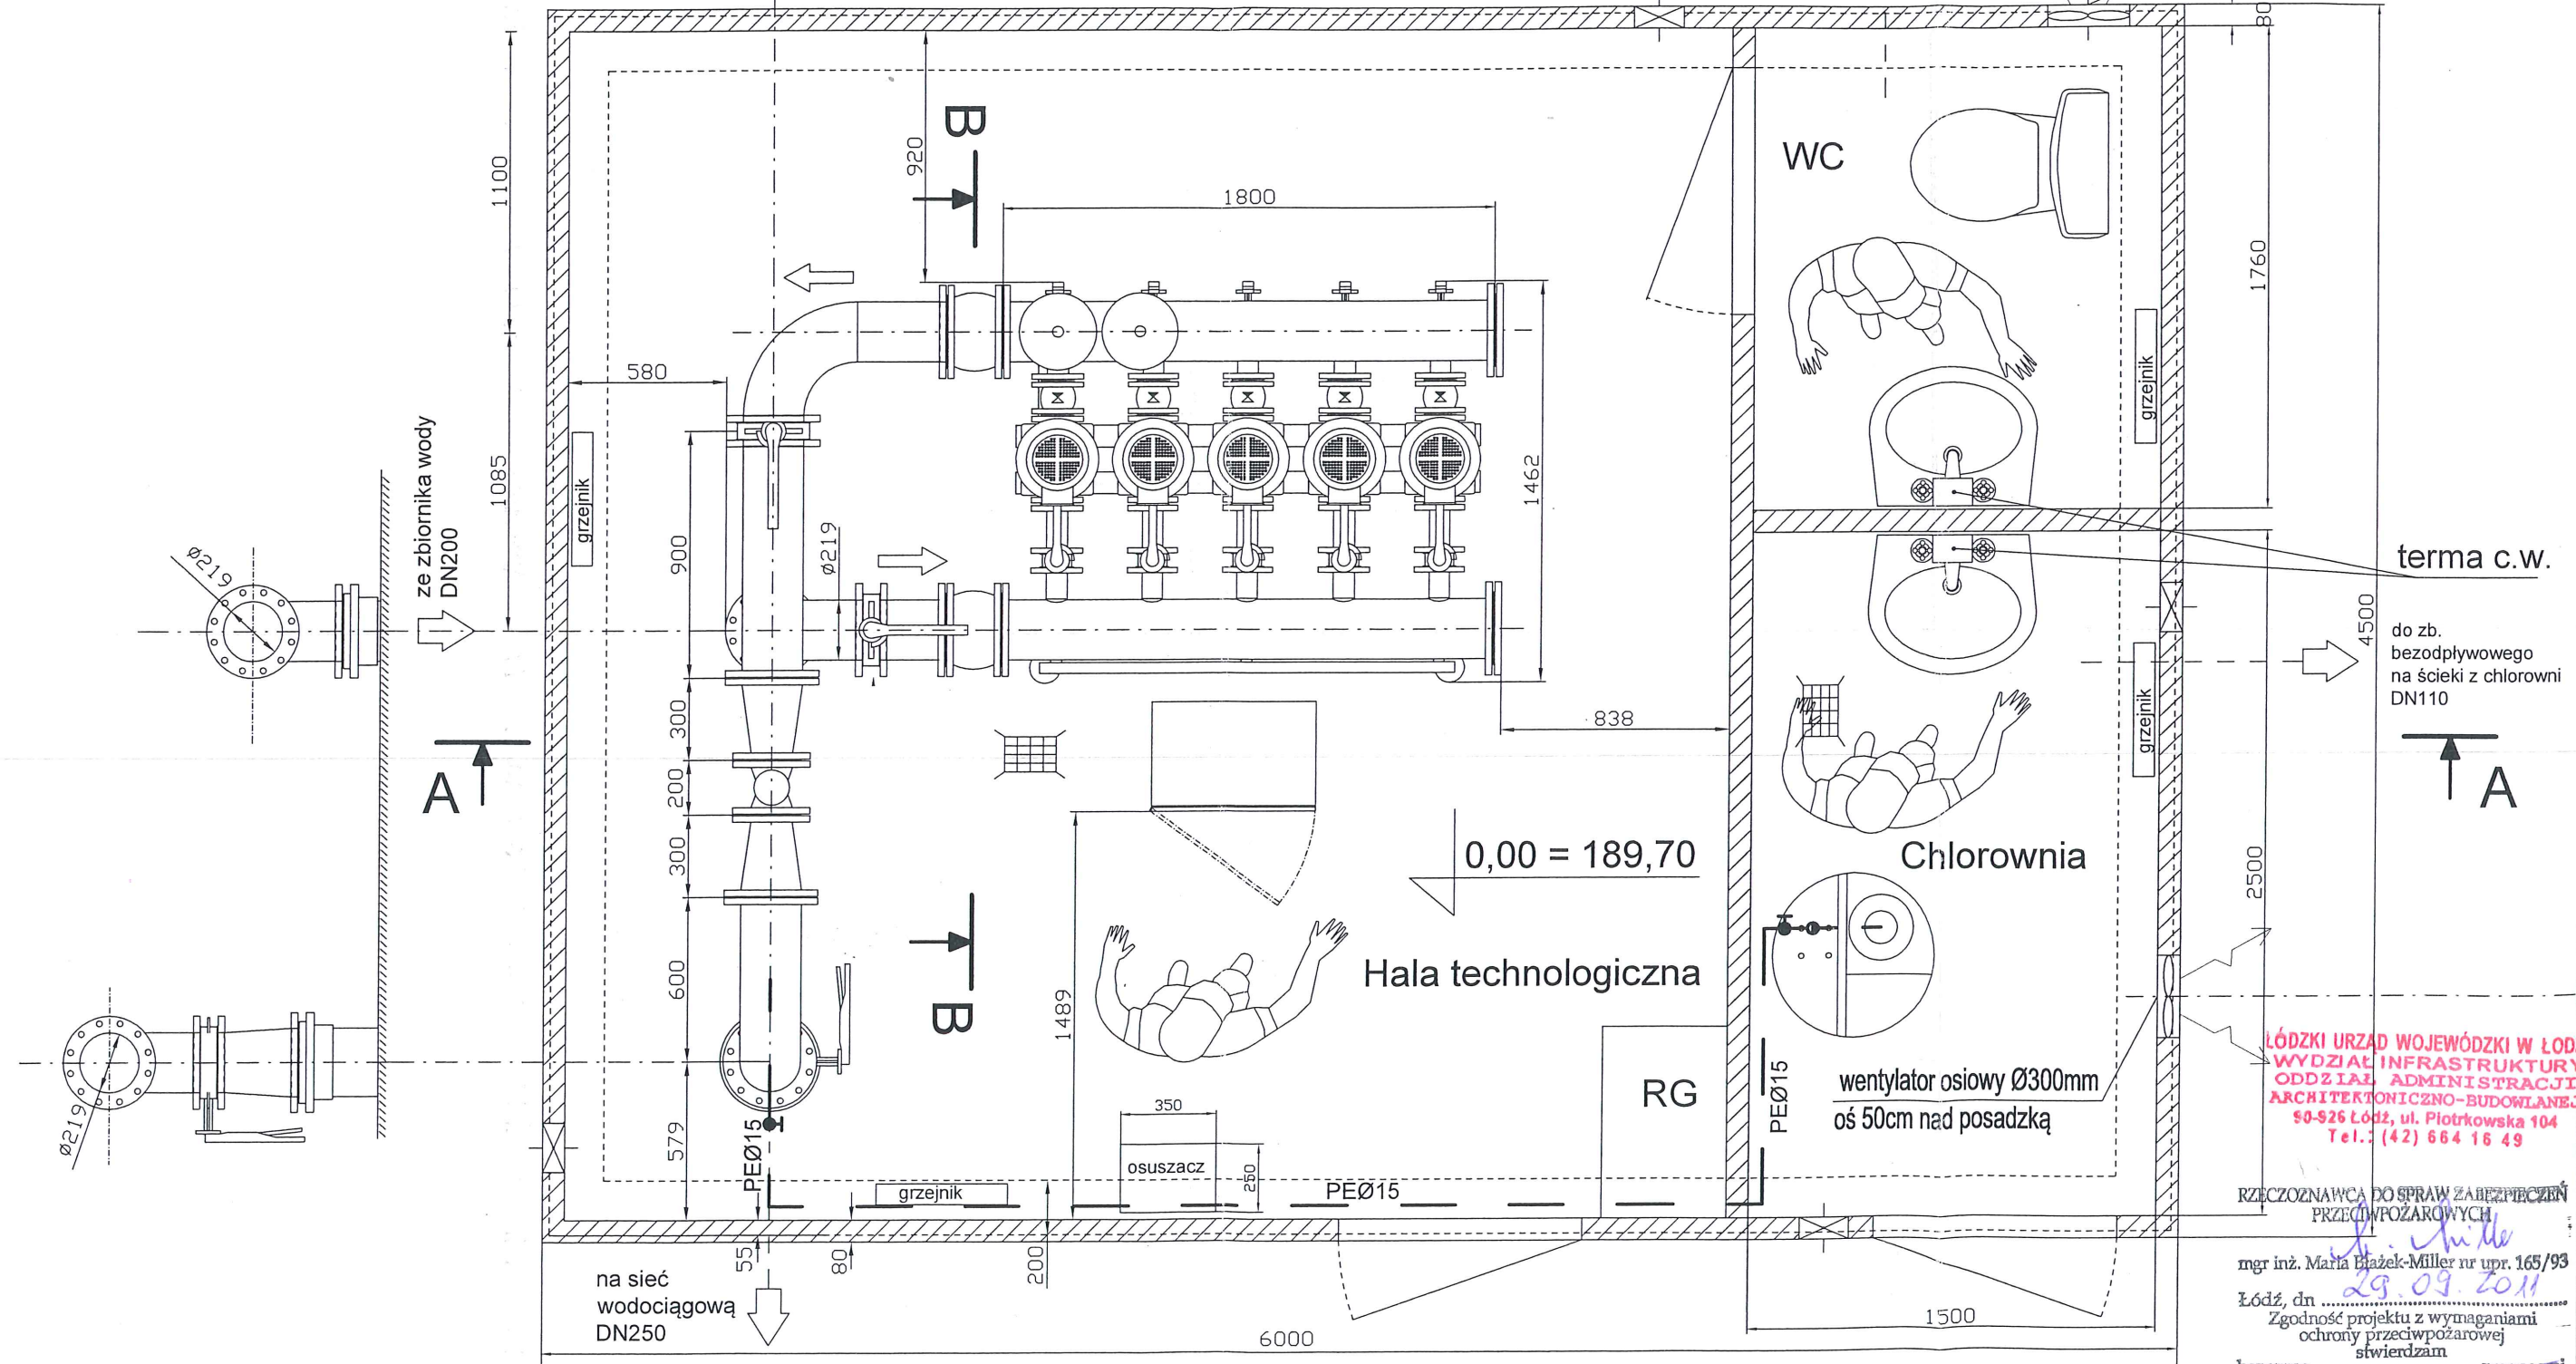 80
1100
920
B
1800
WC
1760
580
grzejnik
1085
ze zbiornika wody
DN200
grzejnik
1462
900
Ø219
Ø219
terma c.w.
4500
do zb.
bezodpływowego
na ścieki z chlorowni
DN110
grzejnik
300
838
A
A
200
300
0,00 = 189,70
Chlorownia
2500
600
B
Hala technologiczna
1489
Ø219
RG
PEØ15
wentylator osiowy Ø300mm
oś 50cm nad posadzką
579
PEØ15
350
osuszacz
250
grzejnik
PEØ15
55
80
200
na sieć
wodociągową
DN250
6000
1500
ŁÓDZKI URZĄD WOJEWÓDZKI W
WYDZIAŁ INFRASTRUKTURY
ODDZIAŁ ADMINISTRACJI
ARCHITEKTONICZNO-BUDOWLANEJ
90-926 Łódź, ul. Piotrkowska 104
Tel.: (42) 664 16 49
RZECZOZNAWCA DO SPRAW ZABEZPIECZEŃ
PRZECIWPOŻAROWYCH
mgr inż. Maria Błażek-Miller nr upr. 165/93
Łódź, dn 29.09.2011
Zgodność projektu z wymaganiami
ochrony przeciwpożarowej
stwierdzam